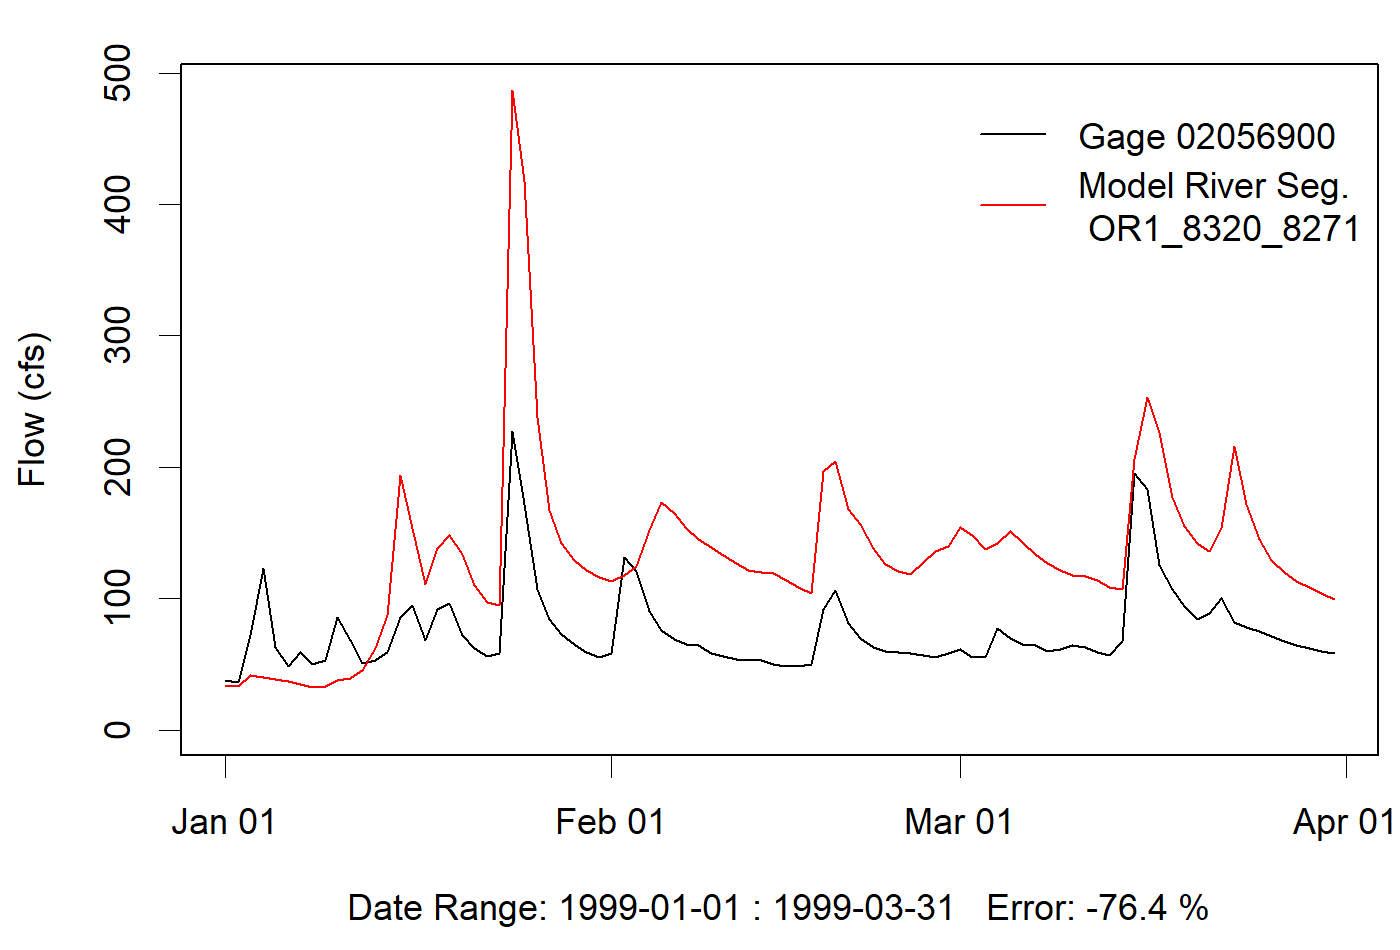 500
400
300
200
100
0
Flow (cfs)
Gage 02056900
Model River Seg.
OR1_8320_8271
Jan 01
Feb 01
Mar 01
Apr 01
Date Range: 1999-01-01 : 1999-03-31 Error: -76.4 %